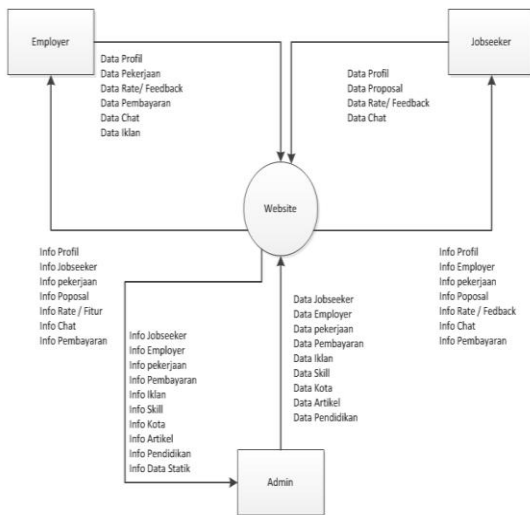 Employer
Jobseeker
Data Profil
Data Pekerjaan
Data Rate/ Feedback
Data Pembayaran
Data Chat
Data Iklan
Data Profil
Data Proposal
Data Rate/ Feedback
Data Chat
Website
Info Profil
Info Jobseeker
Info pekerjaan
Info Poposal
Info Rate / Fitur
Info Chat
Info Pembayaran
Info Profil
Info Employer
Info pekerjaan
Info Poposal
Info Rate / Fedback
Info Chat
Info Pembayaran
Info Jobseeker
Info Employer
Info pekerjaan
Info Pembayaran
Info Iklan
Info Skill
Info Kota
Info Artikel
Info Pendidikan
Info Data Statik
Data Jobseeker
Data Employer
Data pekerjaan
Data Pembayaran
Data Iklan
Data Skill
Data Kota
Data Artikel
Data Pendidikan
Admin